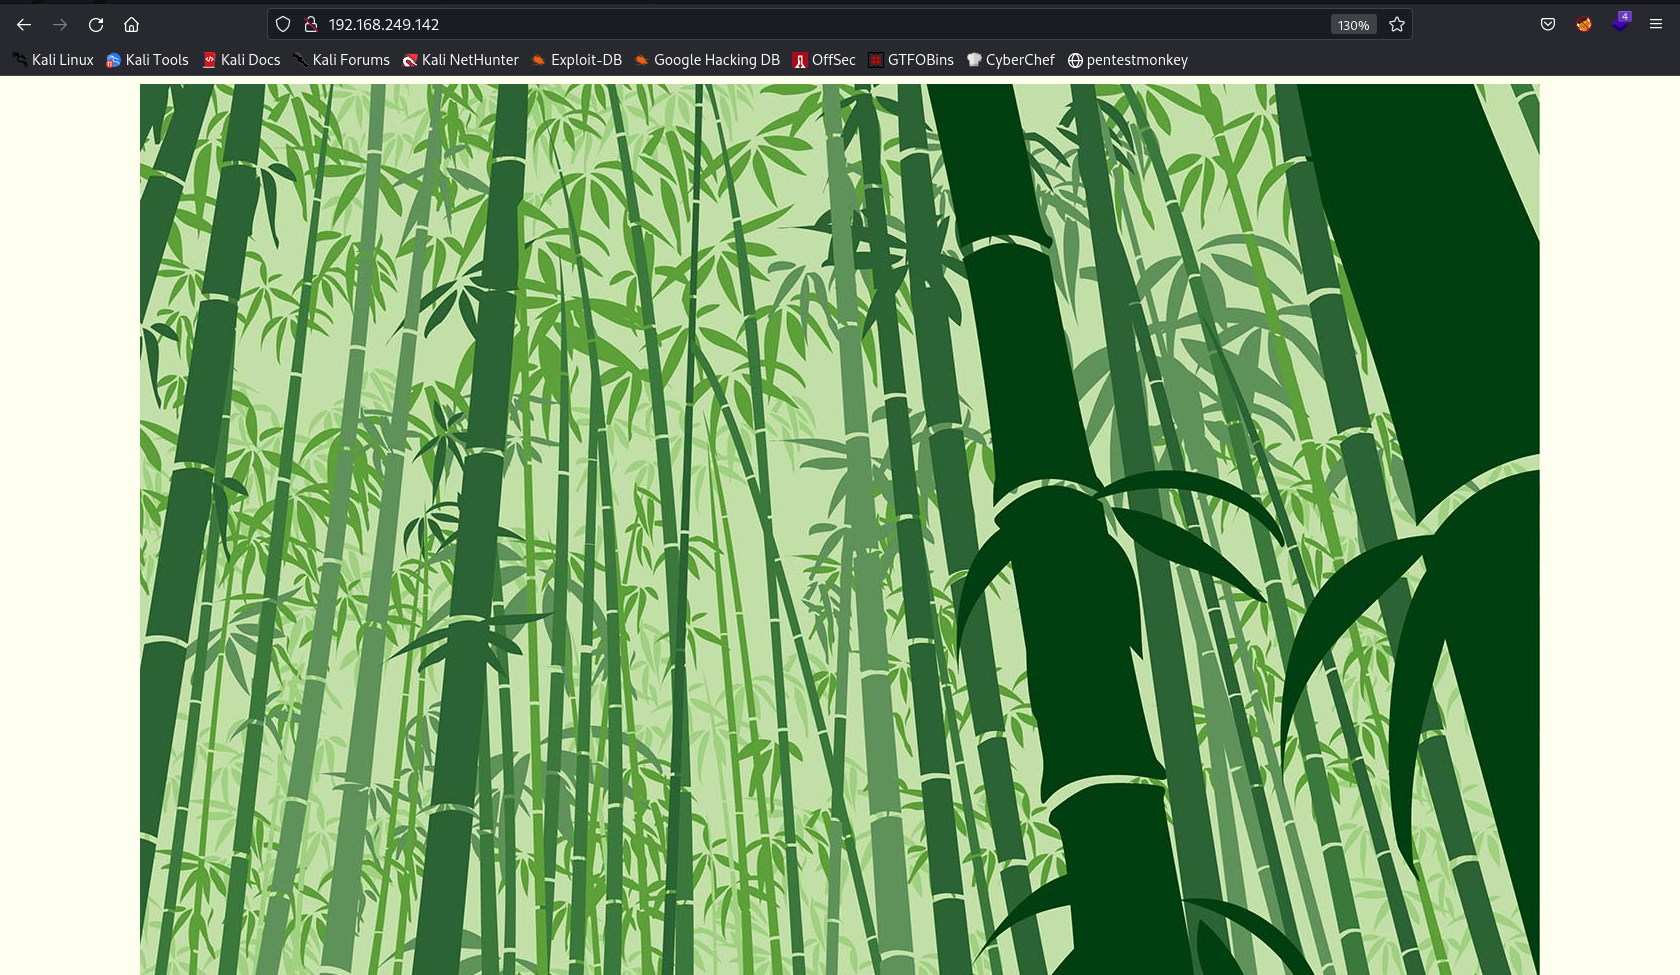 192.168.249.142
130%
4
Kali Linux Kali Tools Kali Docs Kali Forums Kali NetHunter Exploit-DB Google Hacking DB OffSec GTFOBins CyberChef pentestmonkey